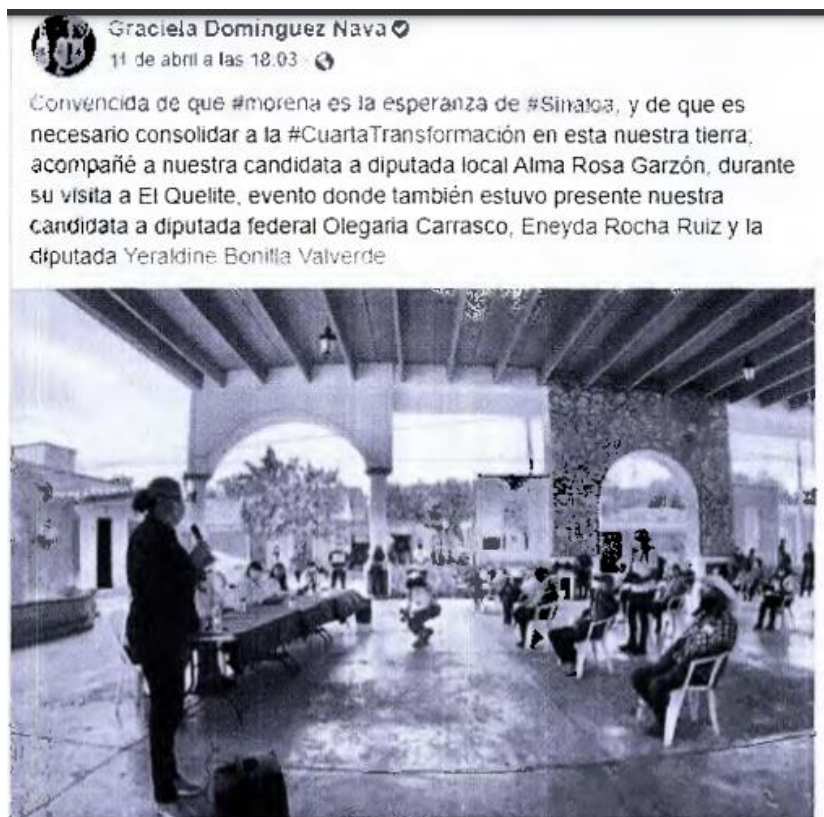 Graciela Domínguez Nava
11 de abril a las 18:03
Convencida de que #morena es la esperanza de #Sinaloa, y de que es
necesario consolidar a la #CuartaTransformación en esta nuestra tierra;
acompañé a nuestra candidata a diputada local Alma Rosa Garzón, durante
su visita a El Quelite, evento donde también estuvo presente nuestra
candidata a diputada federal Olegaria Carrasco, Eneyda Rocha Ruiz y la
diputada Yeraldine Bonilla Valverde